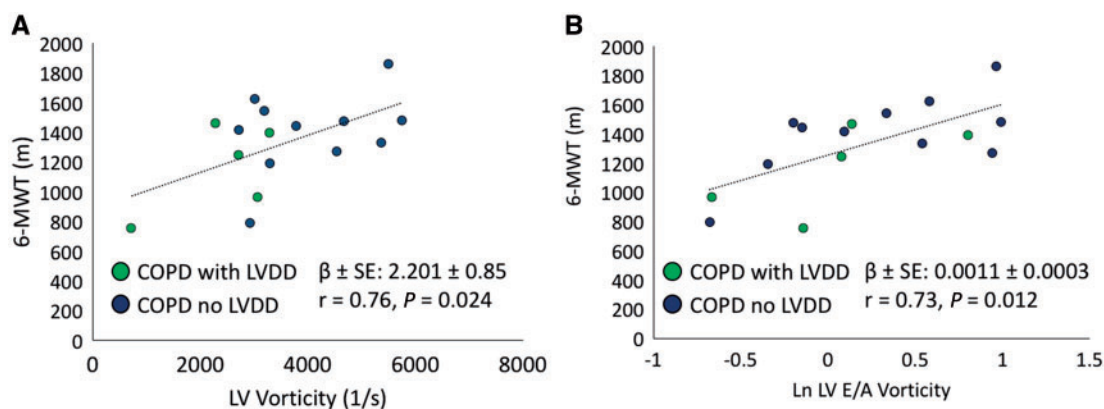 A
2000
1800
1600
1400
1200
1000
800
600
400
200
0
6-MWT (m)
COPD with LVDD
β ± SE: 2.201 ± 0.85
COPD no LVDD
r = 0.76, P = 0.024
0
2000
4000
6000
8000
LV Vorticity (1/s)
B
2000
1800
1600
1400
1200
1000
800
600
400
200
0
6-MWT (m)
COPD with LVDD
β ± SE: 0.0011 ± 0.0003
COPD no LVDD
r = 0.73, P = 0.012
-1
-0.5
0
0.5
1
1.5
Ln LV E/A Vorticity